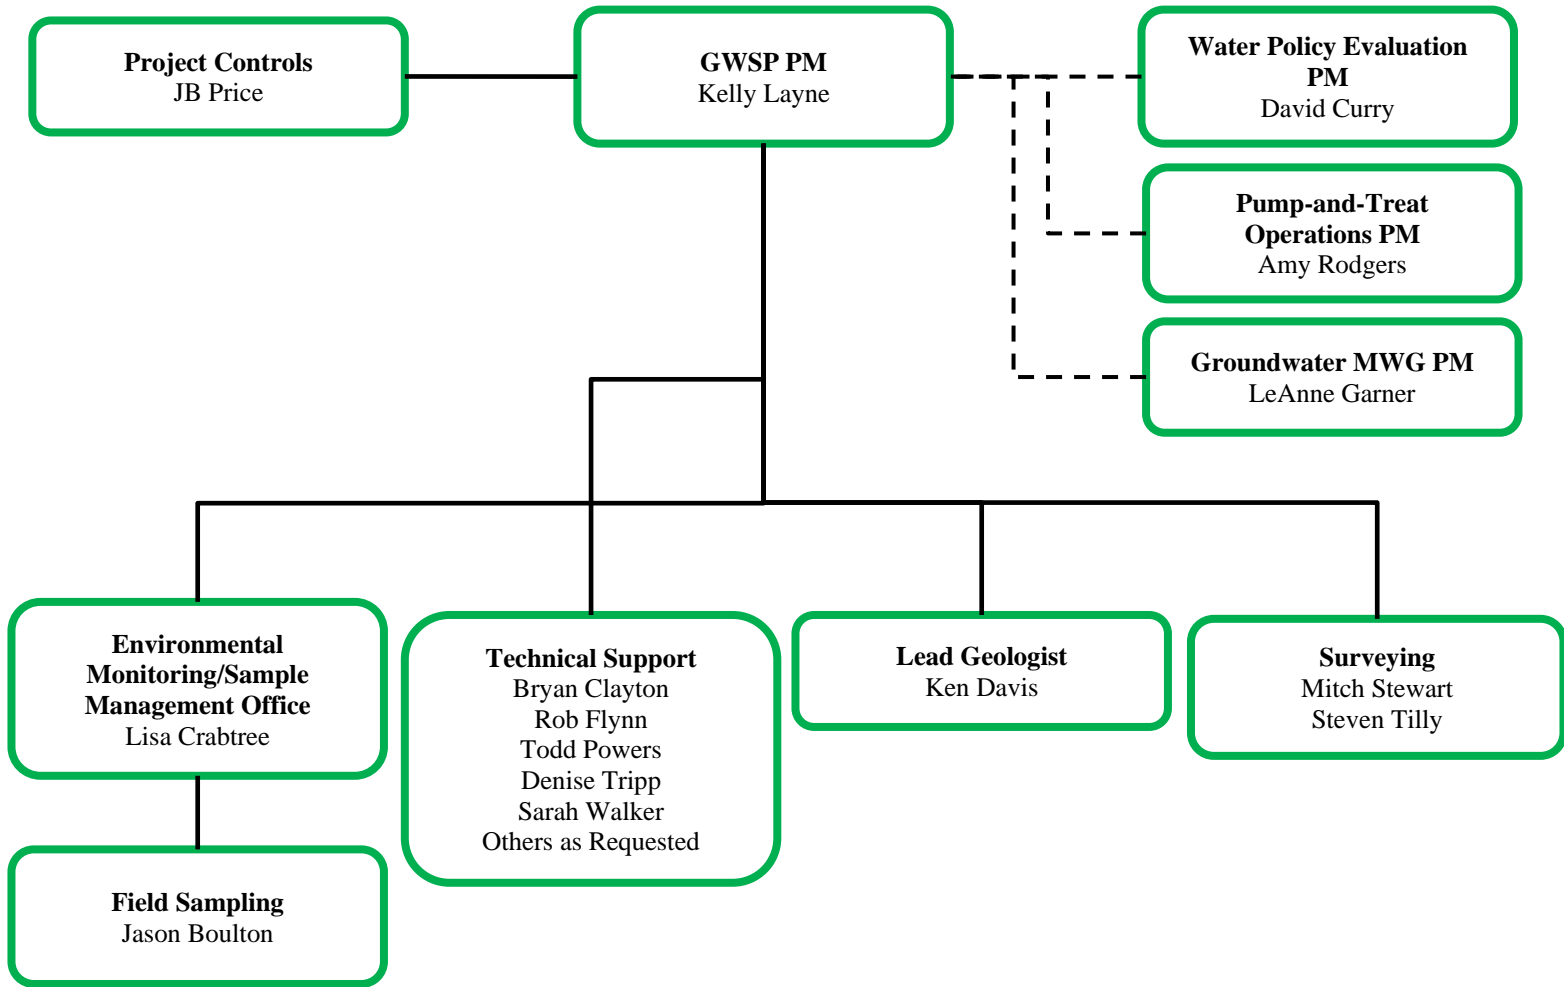 Project Controls
JB Price
GWSP PM
Kelly Layne
Water Policy Evaluation
PM
David Curry
Pump-and-Treat
Operations PM
Amy Rodgers
Groundwater MWG PM
LeAnne Garner
Environmental
Monitoring/Sample
Management Office
Lisa Crabtree
Technical Support
Bryan Clayton
Rob Flynn
Todd Powers
Denise Tripp
Sarah Walker
Others as Requested
Lead Geologist
Ken Davis
Surveying
Mitch Stewart
Steven Tilly
Field Sampling
Jason Boulton